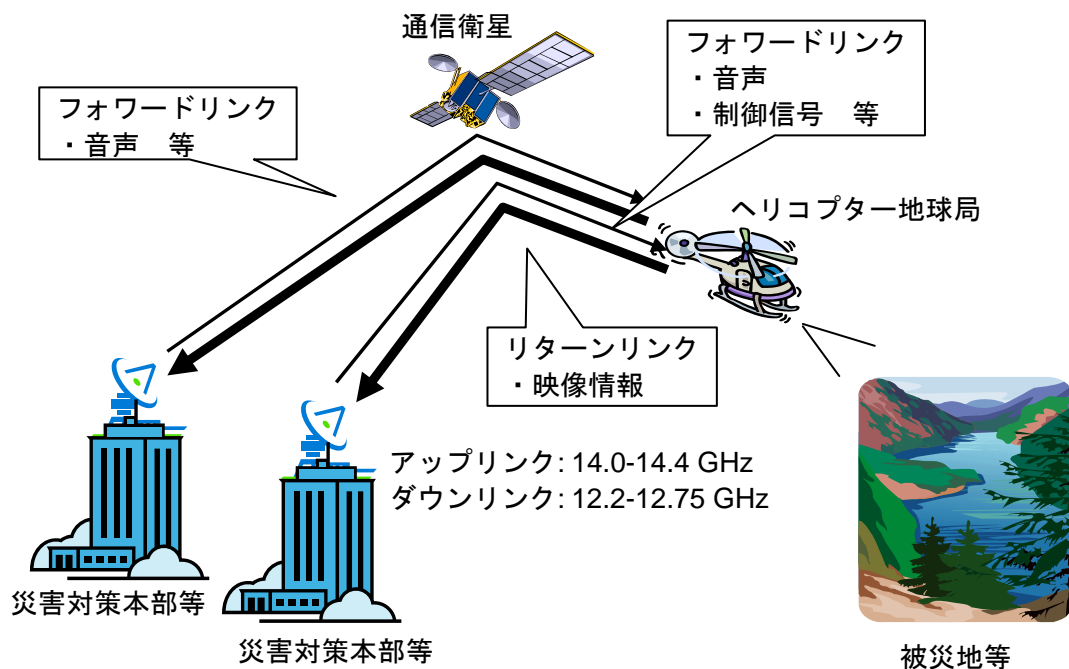 通信衛星
フォワードリンク
・音声
・制御信号　等
フォワードリンク
・音声　等
ヘリコプター地球局
リターンリンク
・映像情報
アップリンク: 14.0-14.4 GHz
ダウンリンク: 12.2-12.75 GHz
災害対策本部等
災害対策本部等
被災地等